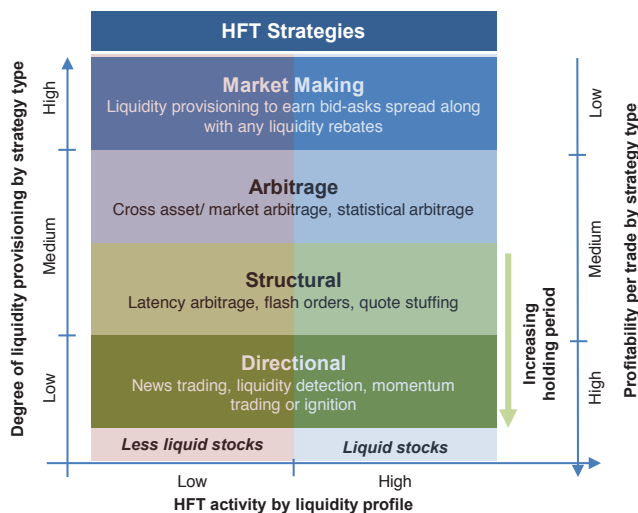 HFT Strategies
Degree of liquidity provisioning by strategy type
High
Medium
Low
Market Making
Liquidity provisioning to earn bid-asks spread along
with any liquidity rebates
Arbitrage
Cross asset/ market arbitrage, statistical arbitrage
Structural
Latency arbitrage, flash orders, quote stuffing
Directional
News trading, liquidity detection, momentum
trading or ignition
Less liquid stocks
Liquid stocks
Increasing
holding period
Low
Medium
High
Profitability per trade by strategy type
Low
High
HFT activity by liquidity profile